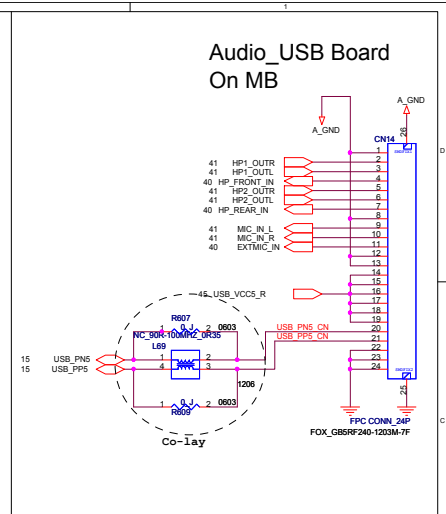 1
Audio_USB Board
On MB
A_GND
A_GND
CN14
26
D
1
41 HP1_OUTR 2
41 HP1_OUTL 3
40 HP_FRONT_IN 4
41 HP2_OUTR 5
41 HP2_OUTL 6
40 HP_REAR_IN 7
8
41 MIC_IN_L 9
41 MIC_IN_R 10
40 EXTMIC_IN 11
12
13
14
15
45 USB_VCC5_R 16
17
18
19
R607
1 0_J 2 0603
USB_PN5_CN 20
NC_90R-100MHZ_0R35
USB_PP5_CN 21
L69
22
15 USB_PN5 1 2
23
15 USB_PP5 4 3
24
1206
25
1 0_J 2 0603
R609
C
Co-lay
FPC CONN_24P
FOX_GB5RF240-1203M-7F